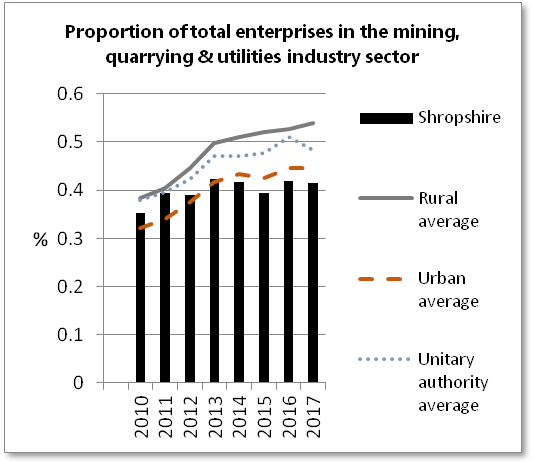 Proportion of total enterprises in the mining,
quarrying & utilities industry sector
0.6
0.5
0.4
0.3
0.2
0.1
0
%
2010
2011
2012
2013
2014
2015
2016
2017
Shropshire
Rural
average
Urban
average
Unitary
authority
average